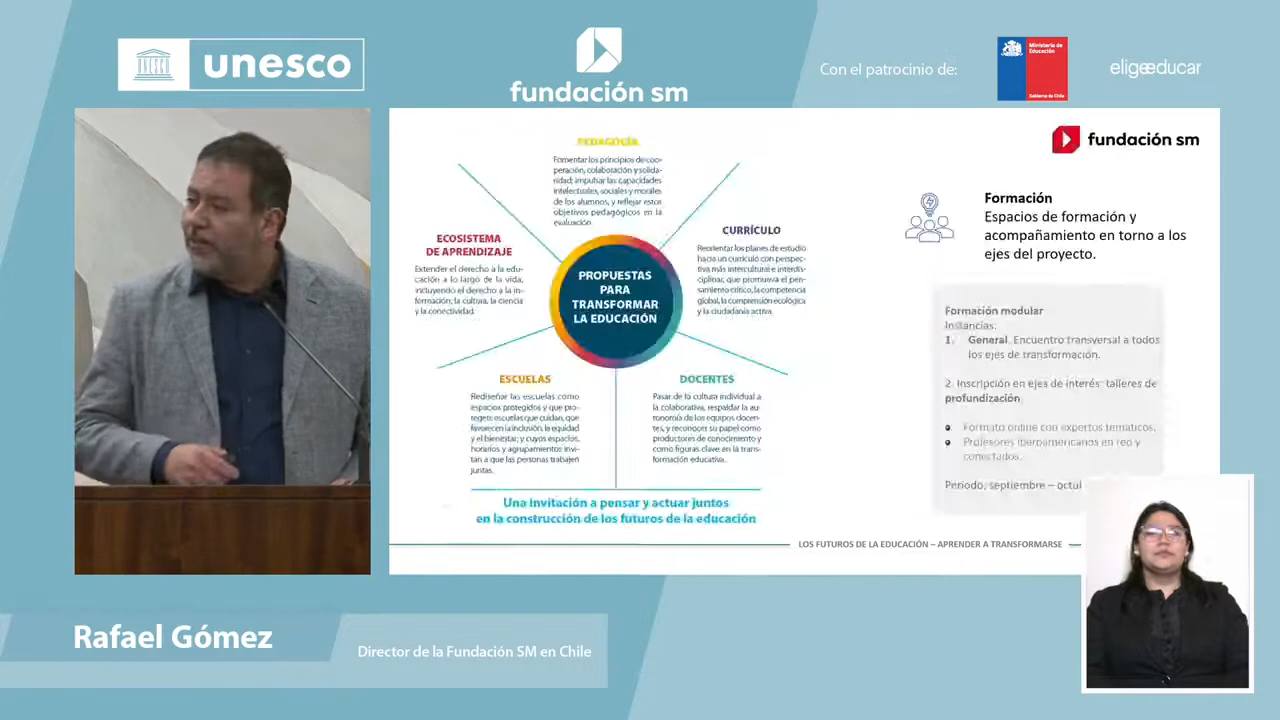 unesco
UNESCO
fundación sm
Con el patrocinio de:
Ministerio de
Educación
Gobierno de Chile
eligeeducar
fundación sm
PEDAGOGÍA
Fomentar los principios de coo-
peración, colaboración y solida-
ridad; impulsar las capacidades
intelectuales, sociales y morales
de los alumnos, y reflejar estos
objetivos pedagógicos en la
evaluación.
ECOSISTEMA
DE APRENDIZAJE
Extender el derecho a la edu-
cación a lo largo de la vida,
incluyendo el derecho a la in-
formación, la cultura, la ciencia
y la conectividad.
CURRÍCULO
Reorientar los planes de estudio
hacia un currículo con perspec-
tiva más intercultural e interdis-
ciplinar, que promueva el pen-
samiento crítico, la competencia
global, la comprensión ecológica
y la ciudadanía activa.
PROPUESTAS
PARA
TRANSFORMAR
LA EDUCACIÓN
ESCUELAS
Rediseñar las escuelas como
espacios protegidos y que pro-
tegen: escuelas que cuidan, que
favorecen la inclusión, la equidad
y el bienestar; y cuyos espacios,
horarios y agrupamientos invi-
tan a que las personas trabajen
juntas.
DOCENTES
Pasar de la cultura individual a
la colaborativa, respaldar la au-
tonomía de los equipos docen-
tes, y reconocer su papel como
productores de conocimiento y
como figuras clave en la trans-
formación educativa.
Una invitación a pensar y actuar juntos
en la construcción de los futuros de la educación
Formación
Espacios de formación y
acompañamiento en torno a los
ejes del proyecto.
Formación modular
Instancias:
1. General. Encuentro transversal a todos
los ejes de transformación.
2. Inscripción en ejes de interés: talleres de
profundización
• Formato online con expertos temáticos.
• Profesores iberoamericanos en red y
conectados.
Periodo, septiembre – octu
LOS FUTUROS DE LA EDUCACIÓN – APRENDER A TRANSFORMARSE
Rafael Gómez
Director de la Fundación SM en Chile